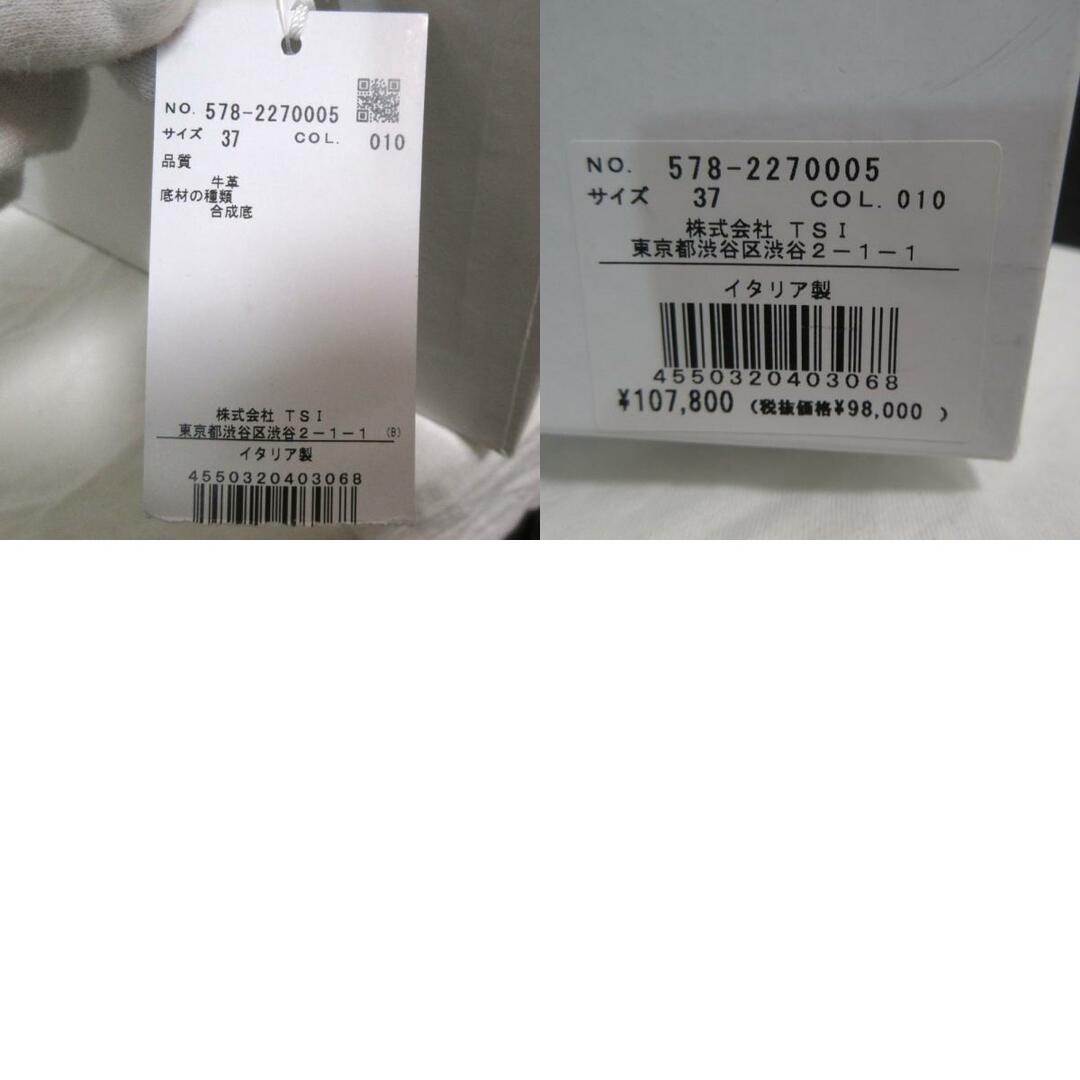 NO. 578-2270005
サイズ 37 COL. 010
品質
牛革
底材の種類
合成底
株式会社 TSI
東京都渋谷区渋谷2-1-1 (B)
イタリア製
4550320403068
NO. 578-2270005
サイズ 37 COL. 010
株式会社 TSI
東京都渋谷区渋谷2-1-1
イタリア製
4550320403068
¥107,800 (税抜価格¥98,000 )